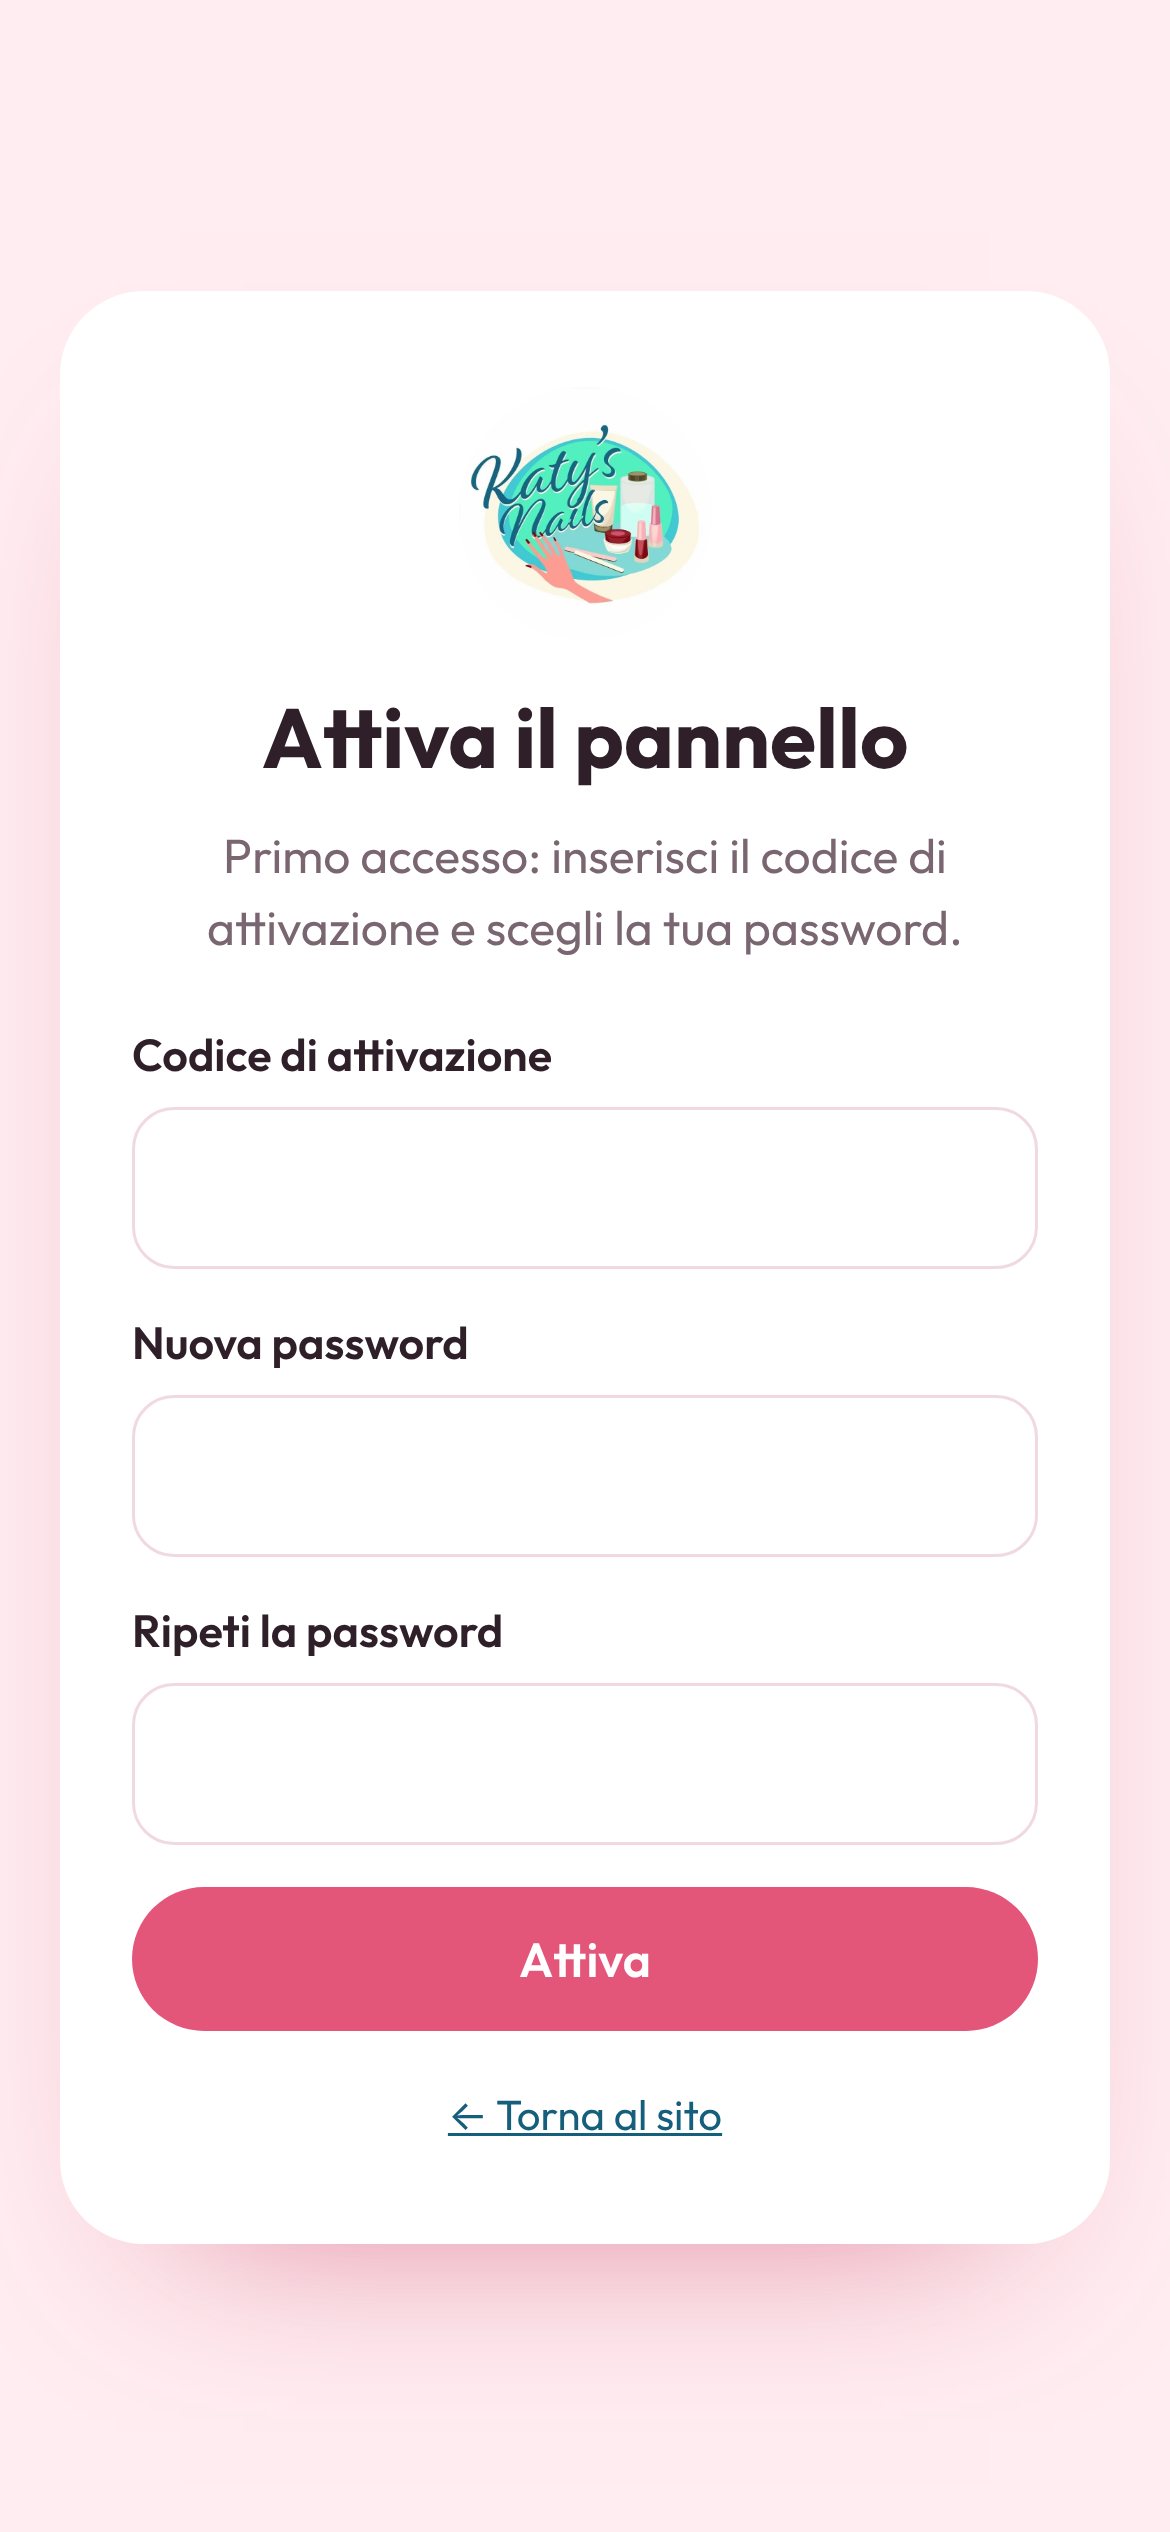 Katy's
Nails
Attiva il pannello
Primo accesso: inserisci il codice di
attivazione e scegli la tua password.
Codice di attivazione
Nuova password
Ripeti la password
Attiva
← Torna al sito